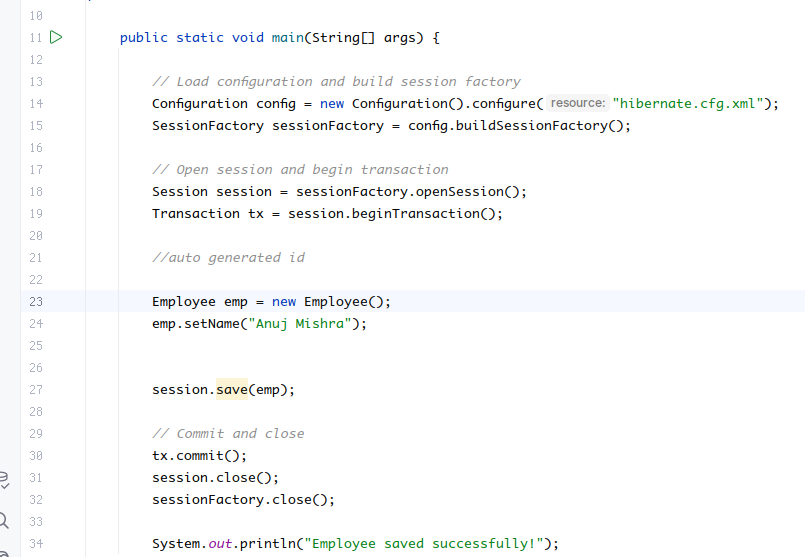 10
11 public static void main(String[] args) {
12
13 // Load configuration and build session factory
14 Configuration config = new Configuration().configure( resource: "hibernate.cfg.xml");
15 SessionFactory sessionFactory = config.buildSessionFactory();
16
17 // Open session and begin transaction
18 Session session = sessionFactory.openSession();
19 Transaction tx = session.beginTransaction();
20
21 //auto generated id
22
23 Employee emp = new Employee();
24 emp.setName("Anuj Mishra");
25
26
27 session.save(emp);
28
29 // Commit and close
30 tx.commit();
31 session.close();
32 sessionFactory.close();
33
34 System.out.println("Employee saved successfully!");